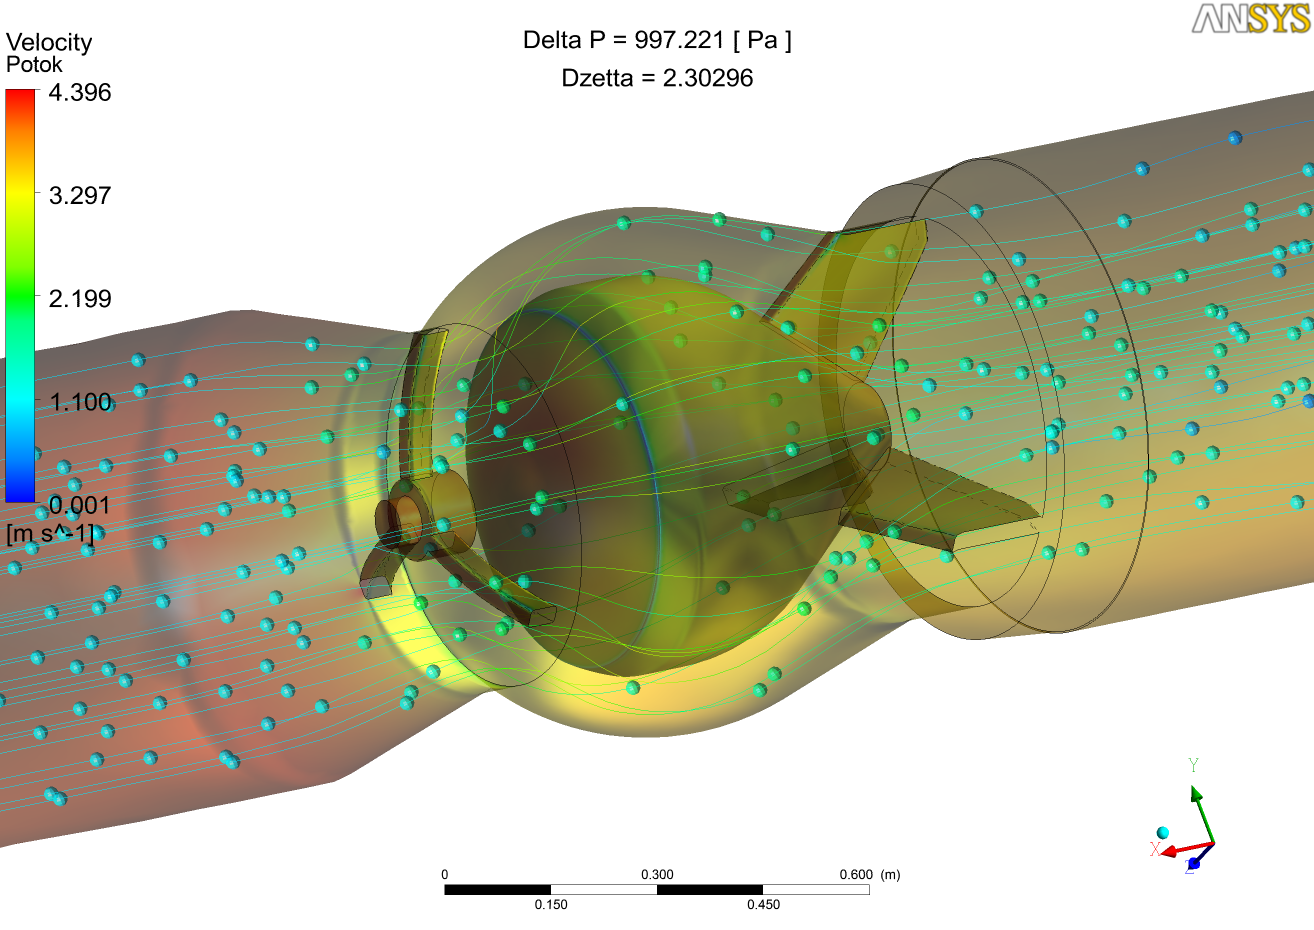 ANSYS
Delta P = 997.221 [ Pa ]
Dzetta = 2.30296
Velocity
Potok
4.396
3.297
2.199
1.100
0.001
[m s^-1]
Y
X
Z
0 0.300 0.600 (m)
0.150 0.450